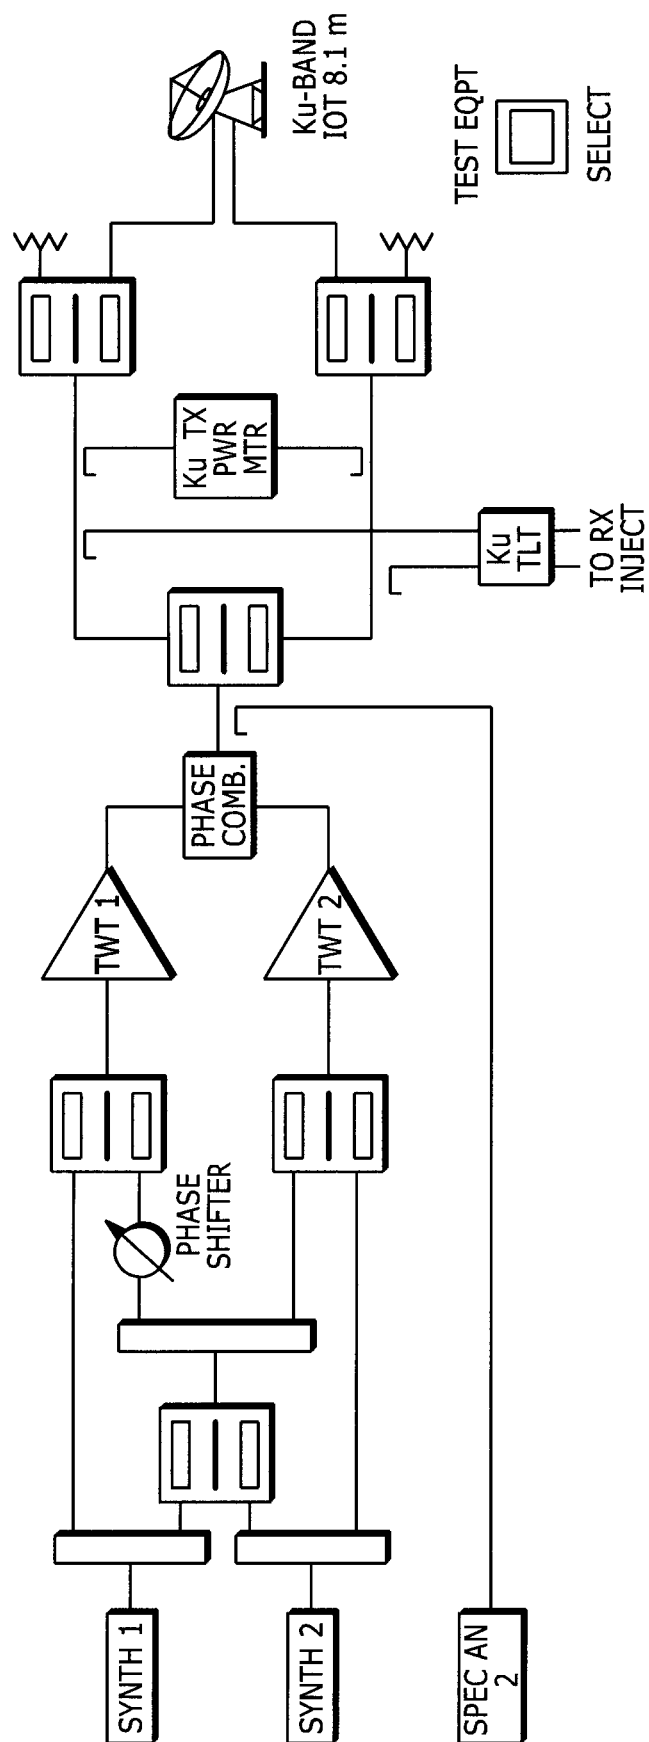 SYNTH 1
SYNTH 2
SPEC AN
2
PHASE
SHIFTER
TWT 1
TWT 2
PHASE
COMB.
Ku TX
PWR
MTR
Ku
TLT
TO RX
INJECT
Ku-BAND
IOT 8.1 m
TEST EQPT
SELECT